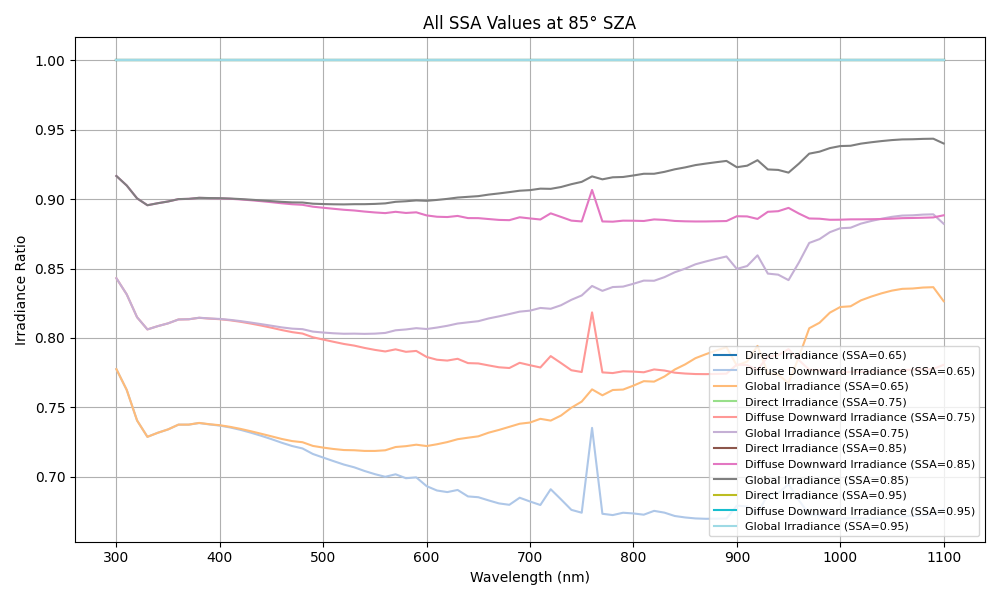 All SSA Values at 85° SZA
Irradiance Ratio
1.00
0.95
0.90
0.85
0.80
0.75
0.70
Direct Irradiance (SSA=0.65)
Diffuse Downward Irradiance (SSA=0.65)
Global Irradiance (SSA=0.65)
Direct Irradiance (SSA=0.75)
Diffuse Downward Irradiance (SSA=0.75)
Global Irradiance (SSA=0.75)
Direct Irradiance (SSA=0.85)
Diffuse Downward Irradiance (SSA=0.85)
Global Irradiance (SSA=0.85)
Direct Irradiance (SSA=0.95)
Diffuse Downward Irradiance (SSA=0.95)
Global Irradiance (SSA=0.95)
300 400 500 600 700 800 900 1000 1100
Wavelength (nm)